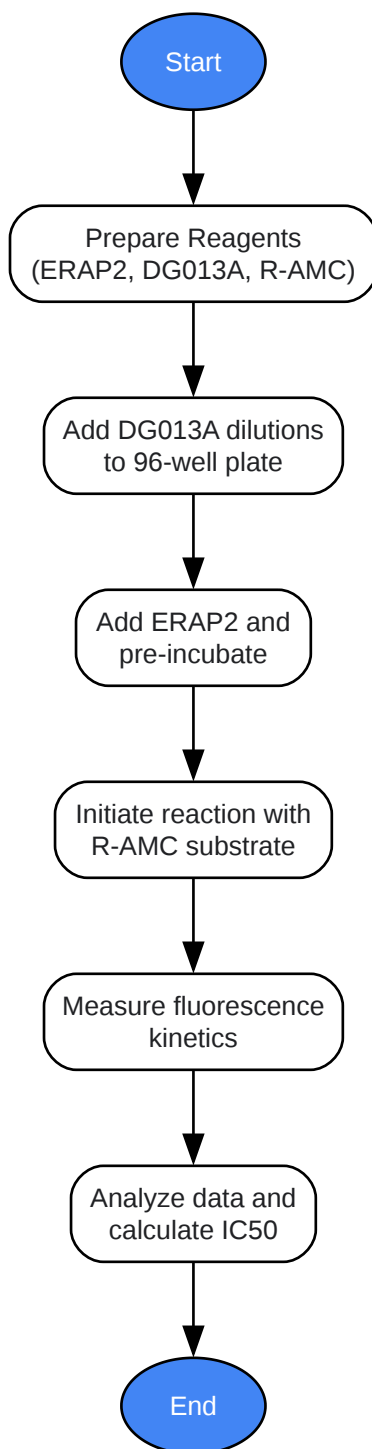 Start
Prepare Reagents
(ERAP2, DG013A, R-AMC)
Add DG013A dilutions
to 96-well plate
Add ERAP2 and
pre-incubate
Initiate reaction with
R-AMC substrate
Measure fluorescence
kinetics
Analyze data and
calculate IC50
End